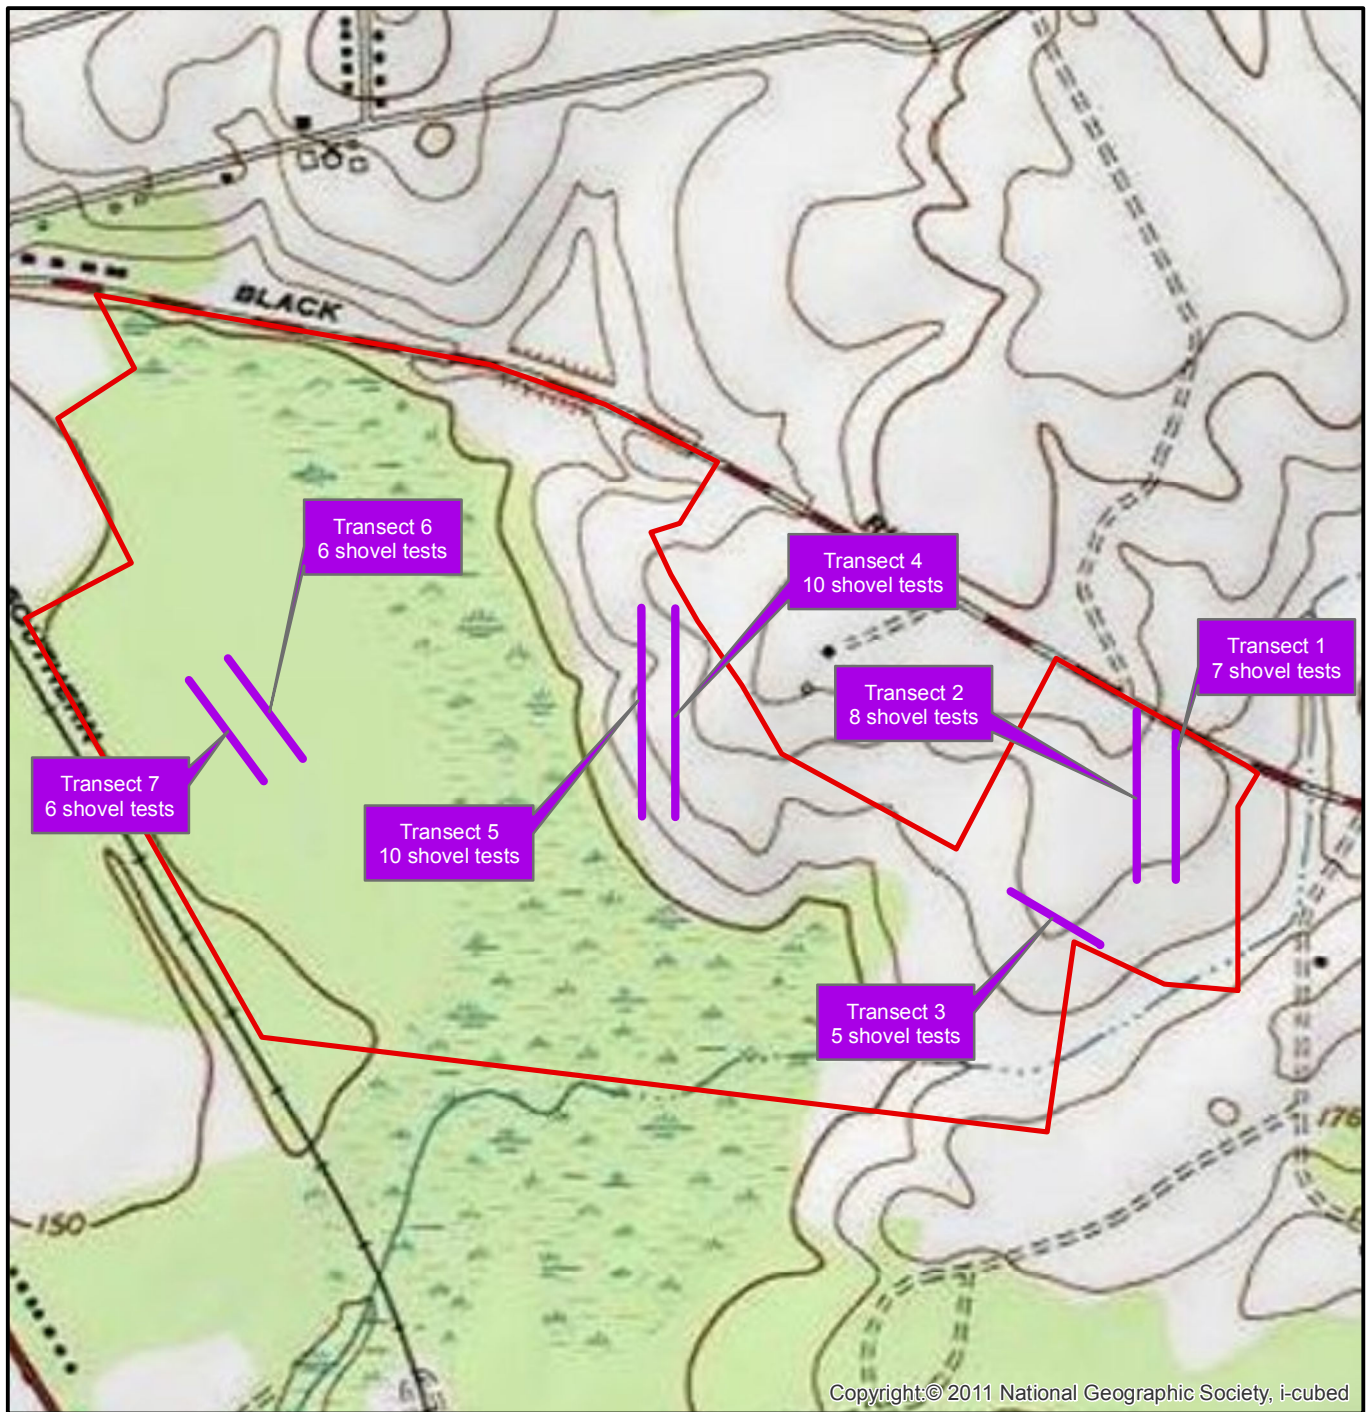 BLACK
Transect 6
6 shovel tests
Transect 4
10 shovel tests
Transect 1
7 shovel tests
Transect 2
8 shovel tests
SOUTHERN
Transect 7
6 shovel tests
Transect 5
10 shovel tests
Transect 3
5 shovel tests
176
150
Copyright:© 2011 National Geographic Society, i-cubed